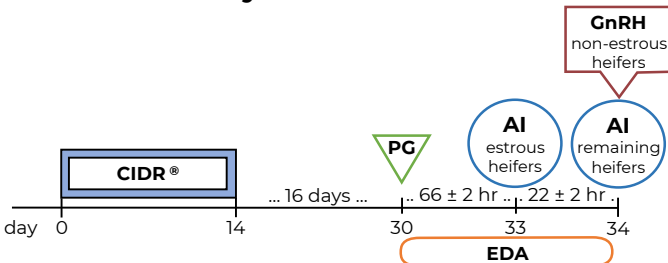 GnRH
non-estrous
heifers
AI
estrous
heifers
AI
remaining
heifers
PG
CIDR ®
... 16 days ...
.. 66 ± 2 hr ..
. 22 ± 2 hr .
day 0 14 30 33 34
EDA